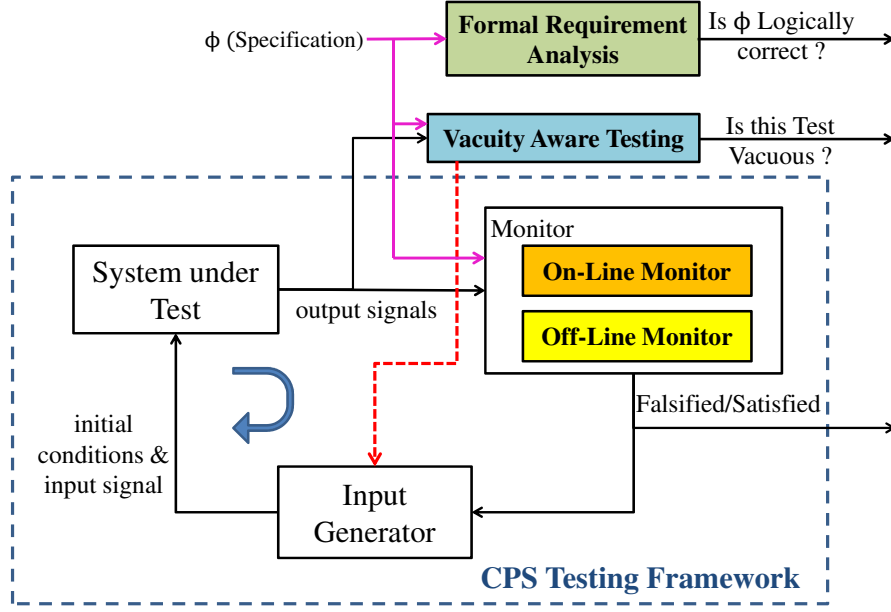 ϕ (Specification)
Formal Requirement
Analysis
Is ϕ Logically
correct ?
Vacuity Aware Testing
Is this Test
Vacuous ?
Monitor
System under
Test
On-Line Monitor
output signals
Off-Line Monitor
Falsified/Satisfied
initial
conditions &
input signal
Input
Generator
CPS Testing Framework